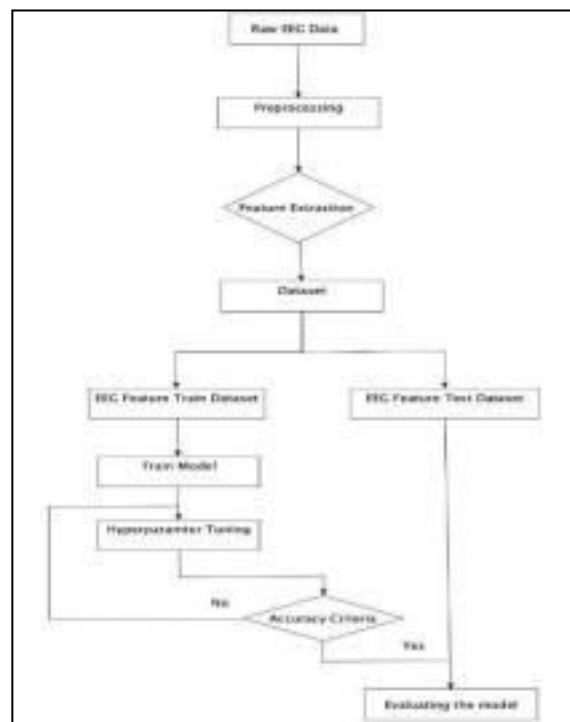 Raw EEG Data
Preprocessing
Feature Extraction
Dataset
EEG Feature Train Dataset
EEG Feature Test Dataset
Train Model
Hyperparamter Tuning
No
Accuracy Criteria
Yes
Evaluating the model